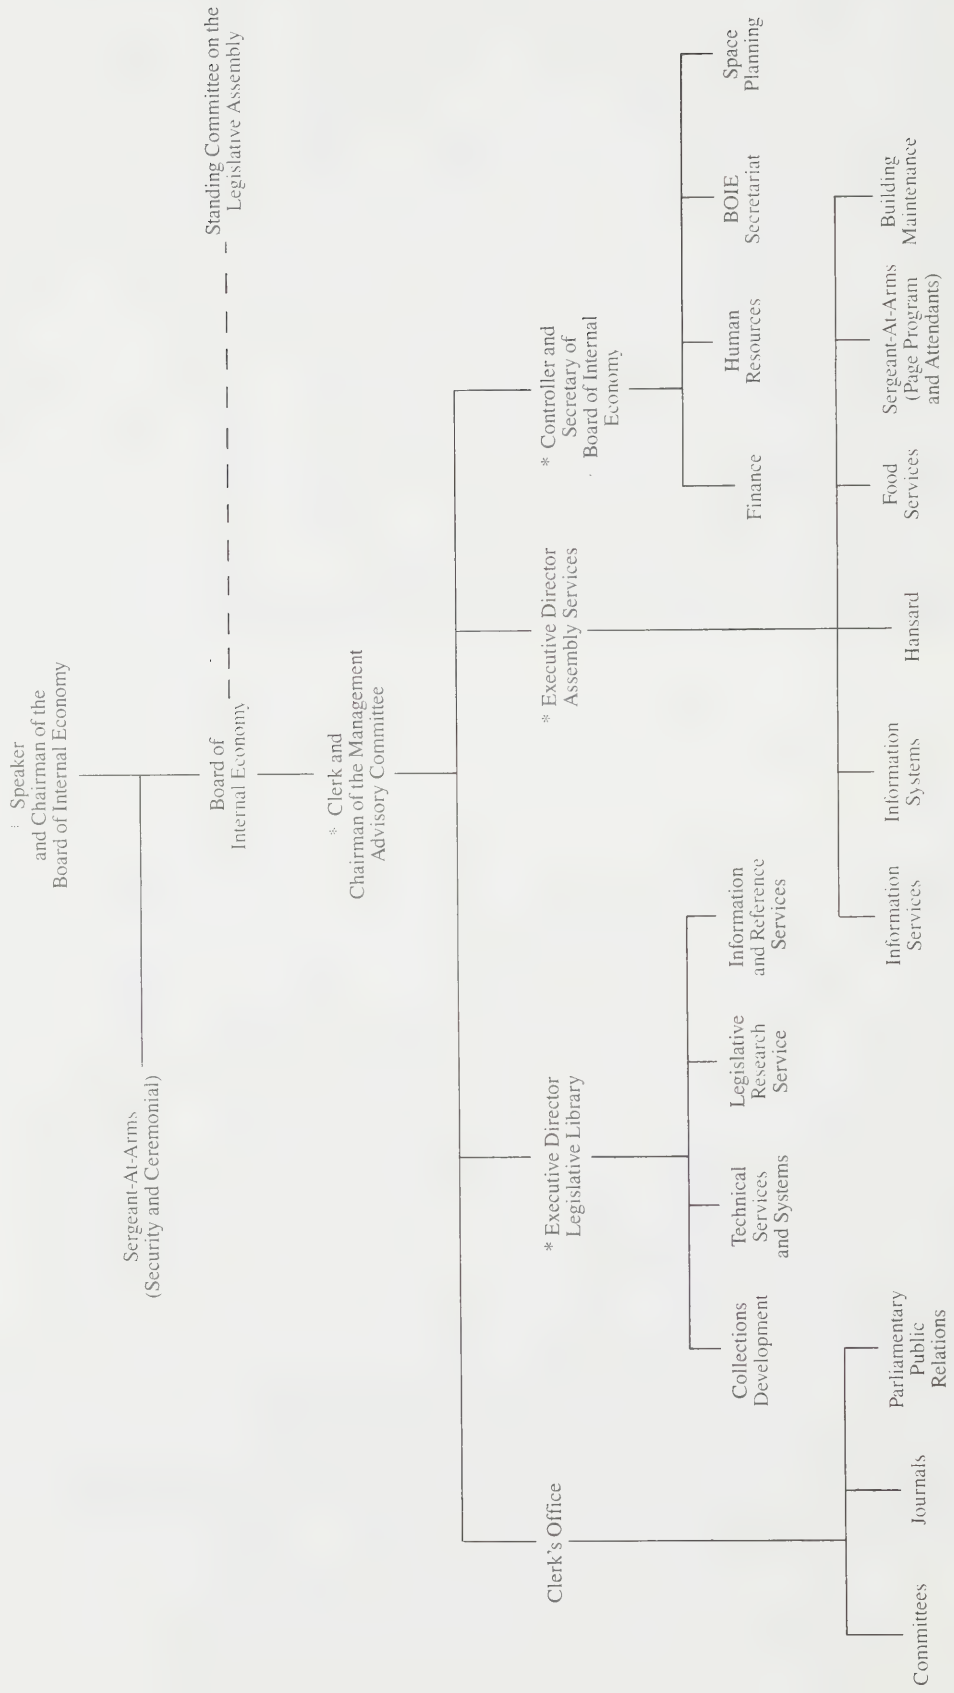 * Speaker
and Chairman of the
Board of Internal Economy
Sergeant-At-Arms
(Security and Ceremonial)
Board of
Internal Economy
Standing Committee on the
Legislative Assembly
* Clerk and
Chairman of the Management
Advisory Committee
Clerk's Office
* Executive Director
Legislative Library
* Executive Director
Assembly Services
* Controller and
Secretary of
Board of Internal
Economy
Collections
Development
Technical
Services
and Systems
Legislative
Research
Service
Information
and Reference
Services
Finance
Human
Resources
BOIE
Secretariat
Space
Planning
Committees
Journals
Parliamentary
Public
Relations
Information
Services
Information
Systems
Hansard
Food
Services
Sergeant-At-Arms
(Page Program
and Attendants)
Building
Maintenance